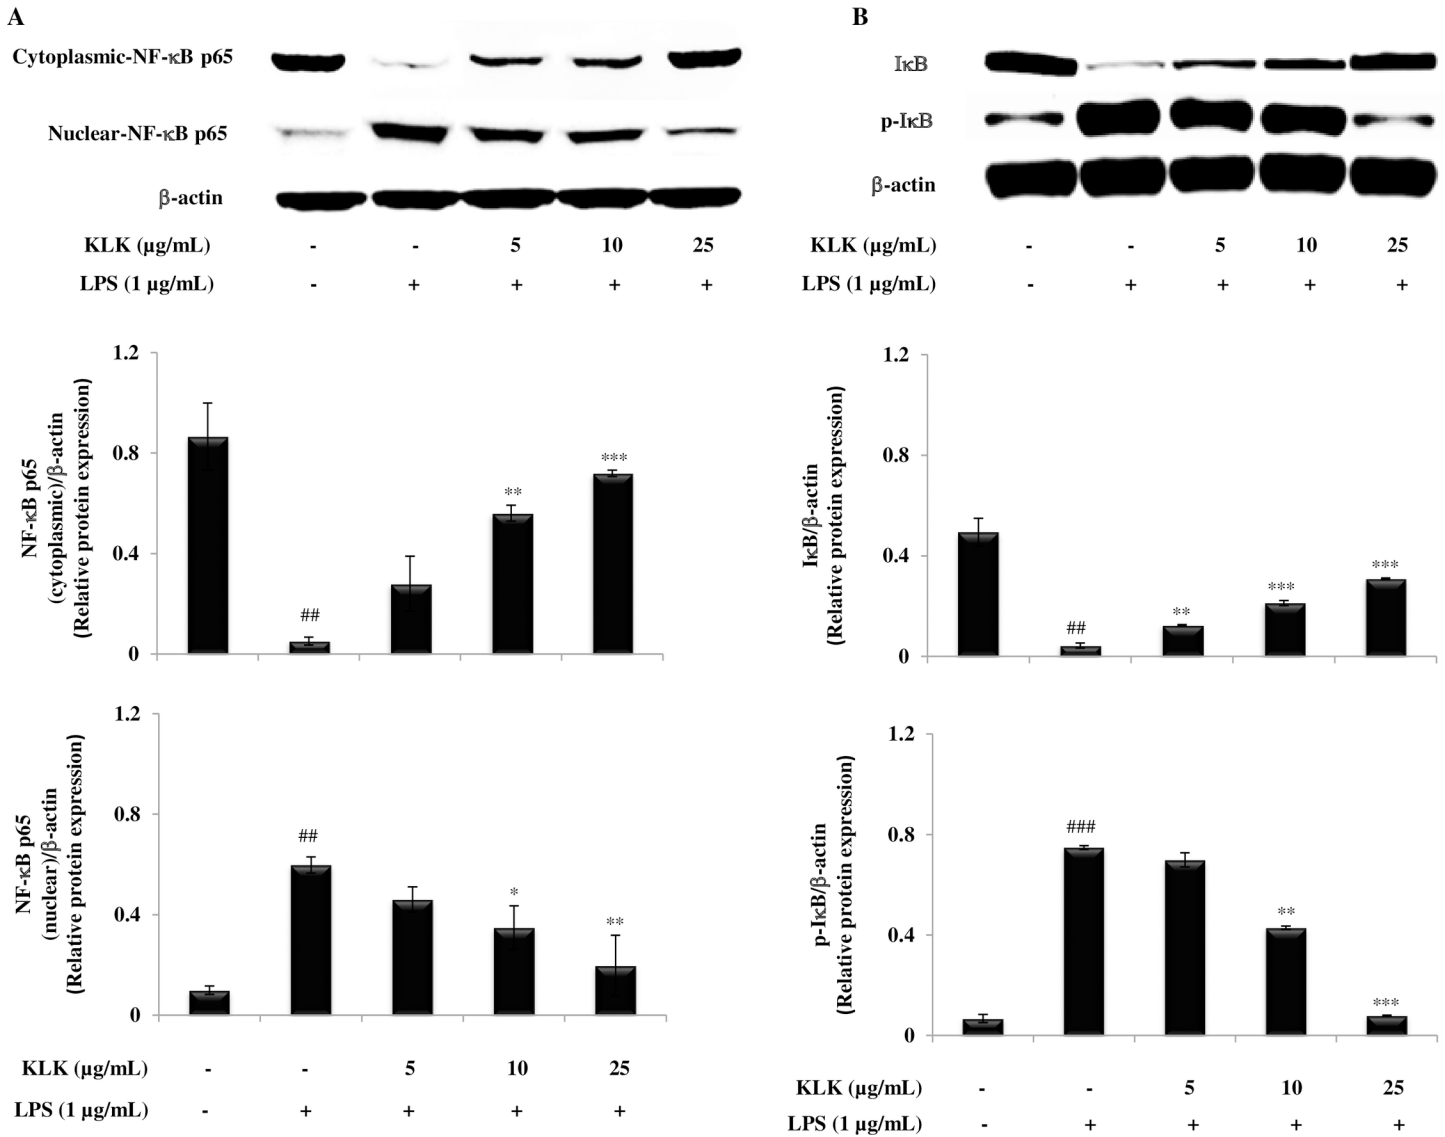 A
Cytoplasmic-NF-κB p65
Nuclear-NF-κB p65
β-actin
KLK (µg/mL) - - 5 10 25
LPS (1 µg/mL) - + + + +
B
IκB
p-IκB
β-actin
KLK (µg/mL) - - 5 10 25
LPS (1 µg/mL) - + + + +
NF-κB p65
(cytoplasmic)/β-actin
(Relative protein expression)
1.2
0.8
0.4
0
##
**
***
IκB/β-actin
(Relative protein expression)
1.2
0.8
0.4
0
##
**
***
***
NF-κB p65
(nuclear)/β-actin
(Relative protein expression)
1.2
0.8
0.4
0
##
*
**
KLK (µg/mL) - - 5 10 25
LPS (1 µg/mL) - + + + +
p-IκB/β-actin
(Relative protein expression)
1.2
0.8
0.4
0
###
**
***
KLK (µg/mL) - - 5 10 25
LPS (1 µg/mL) - + + + +